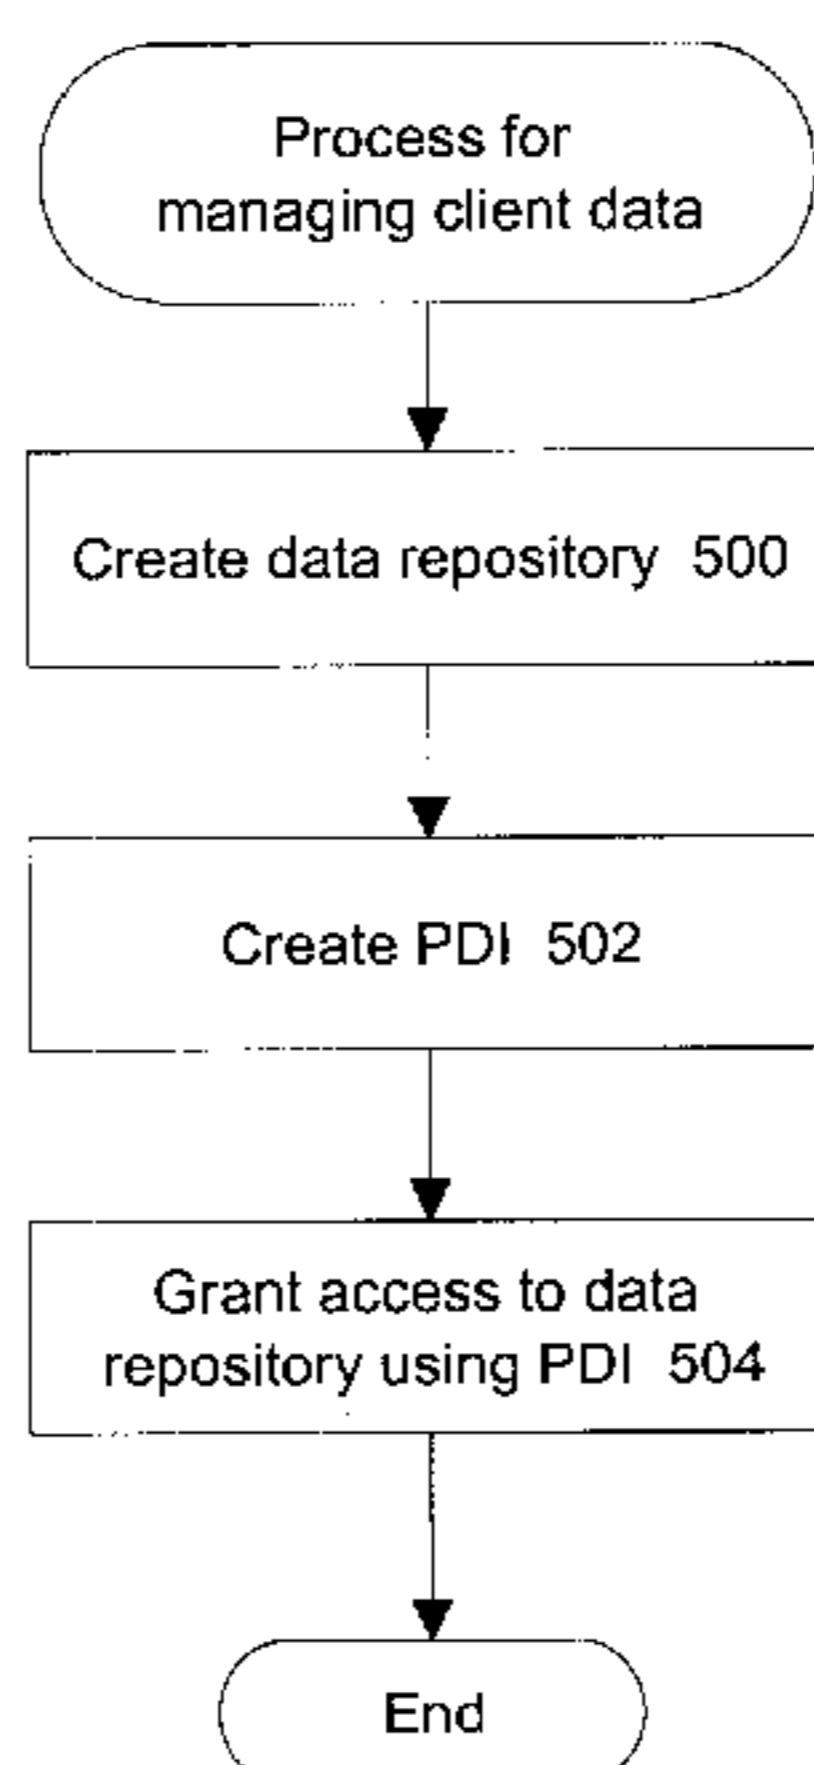 Process for
managing client data
Create data repository 500
Create PDI 502
Grant access to data
repository using PDI 504
End